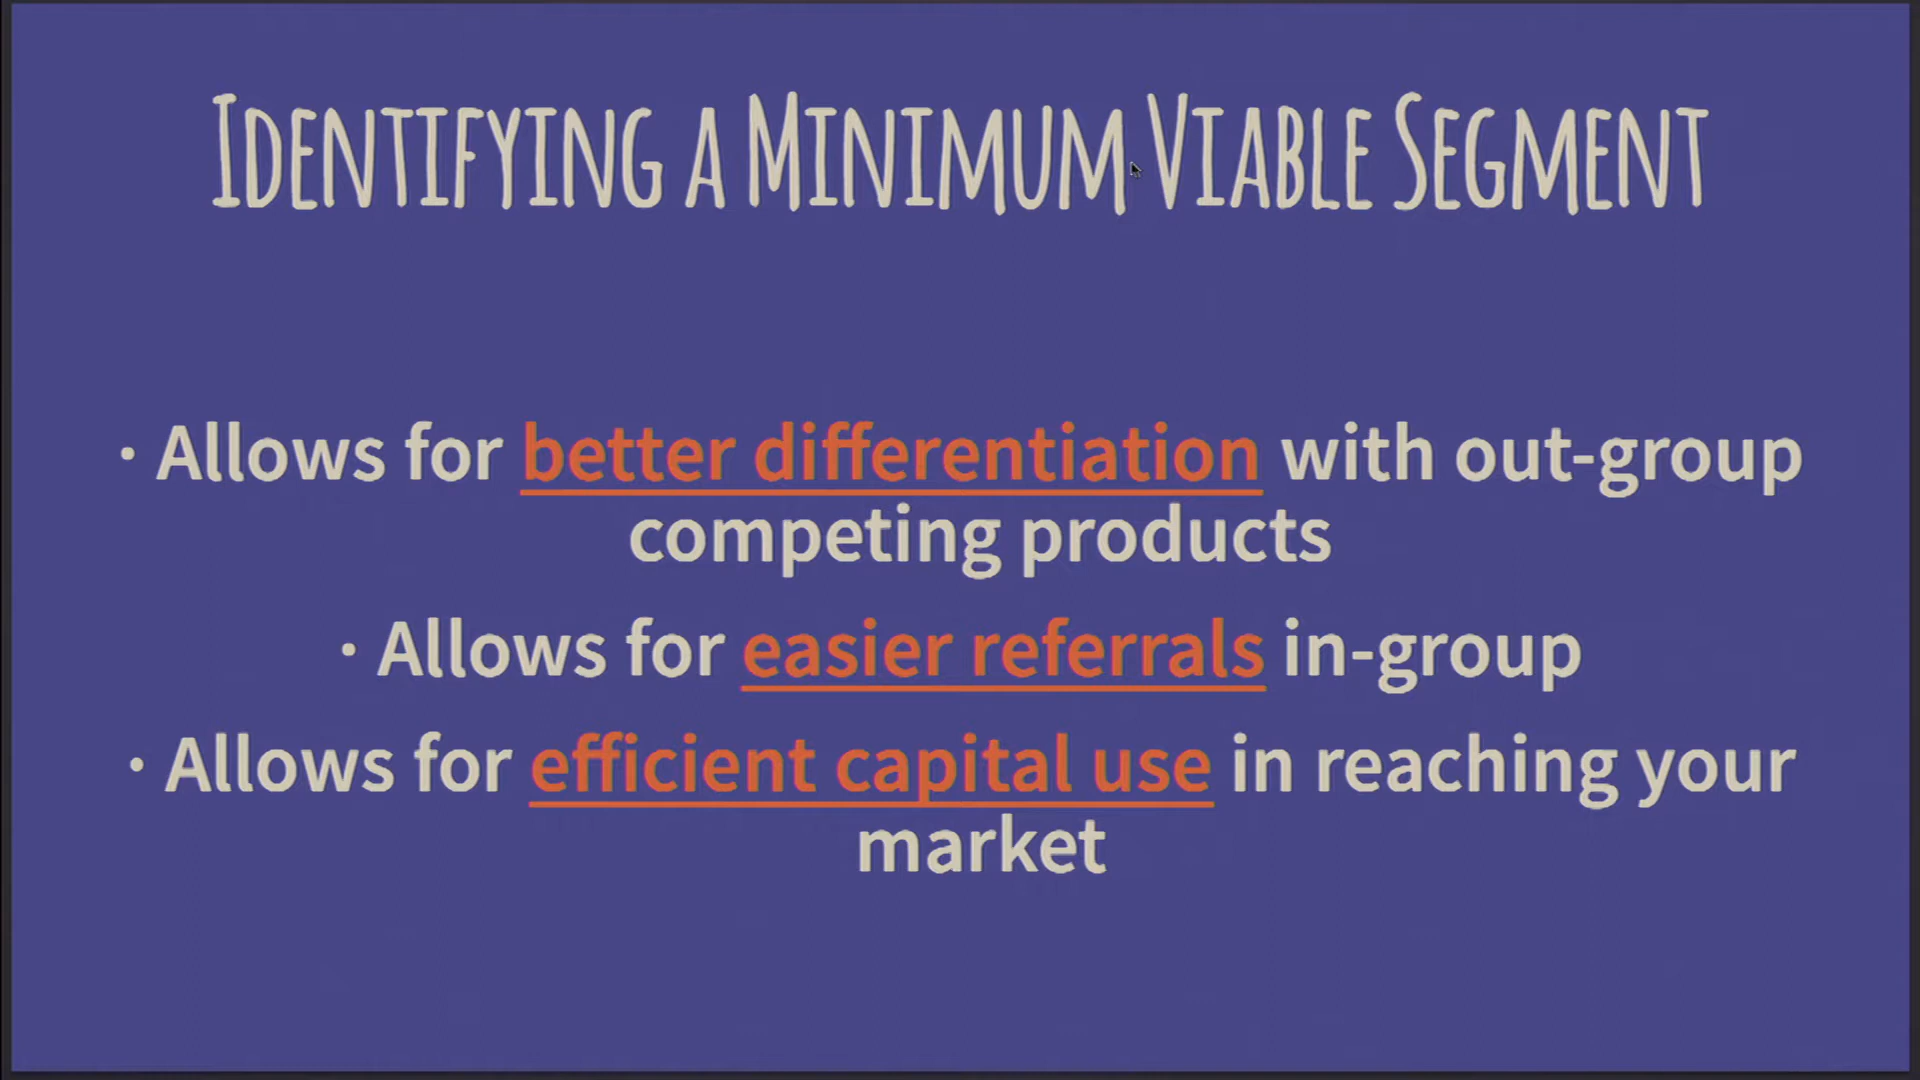 Identifying a Minimum Viable Segment
· Allows for better differentiation with out-group
competing products
· Allows for easier referrals in-group
· Allows for efficient capital use in reaching your
market